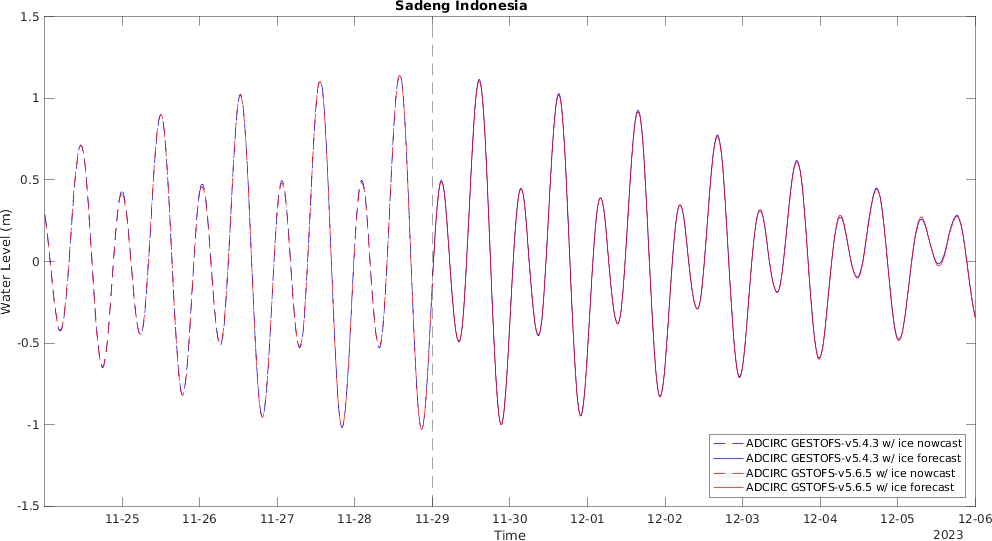 Sadeng Indonesia
1.5
1
0.5
0
-0.5
-1
-1.5
Water Level (m)
11-25 11-26 11-27 11-28 11-29 11-30 12-01 12-02 12-03 12-04 12-05 12-06
Time
2023
ADCIRC GESTOFS-v5.4.3 w/ ice nowcast
ADCIRC GESTOFS-v5.4.3 w/ ice forecast
ADCIRC GSTOFS-v5.6.5 w/ ice nowcast
ADCIRC GSTOFS-v5.6.5 w/ ice forecast